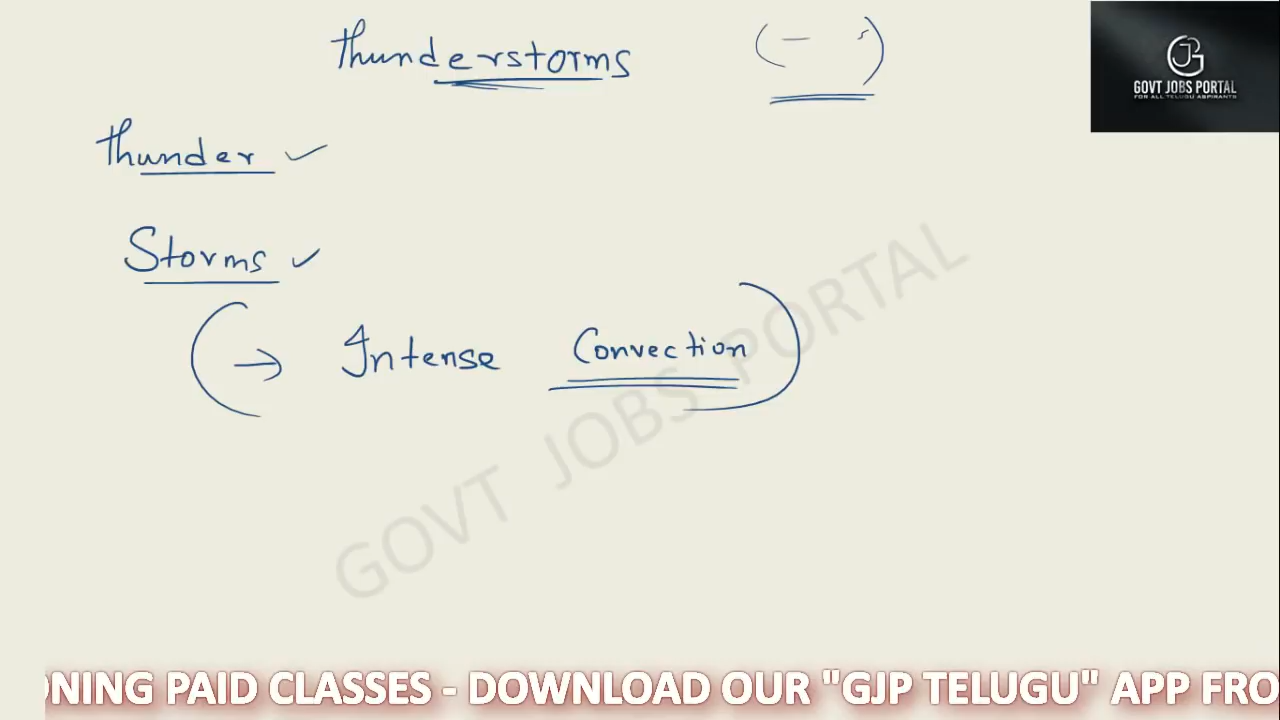 thunderstorms ( - )
GOVT JOBS PORTAL
FOR ALL TELUGU ASPIRANTS
thunder ✓
Storms ✓
( → Intense Convection )
GOVT JOBS PORTAL
ONING PAID CLASSES - DOWNLOAD OUR "GJP TELUGU" APP FRO